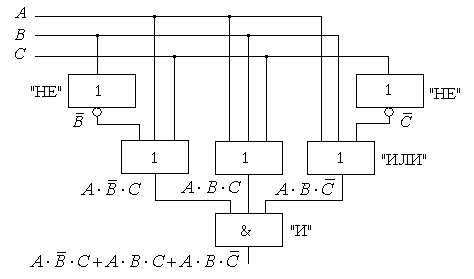 A
B
C
"НЕ" 1 1 "НЕ"
B̅ C̅
1 1 1 "ИЛИ"
A·B̅·C A·B·C A·B·C̅
& "И"
A·B̅·C+A·B·C+A·B·C̅